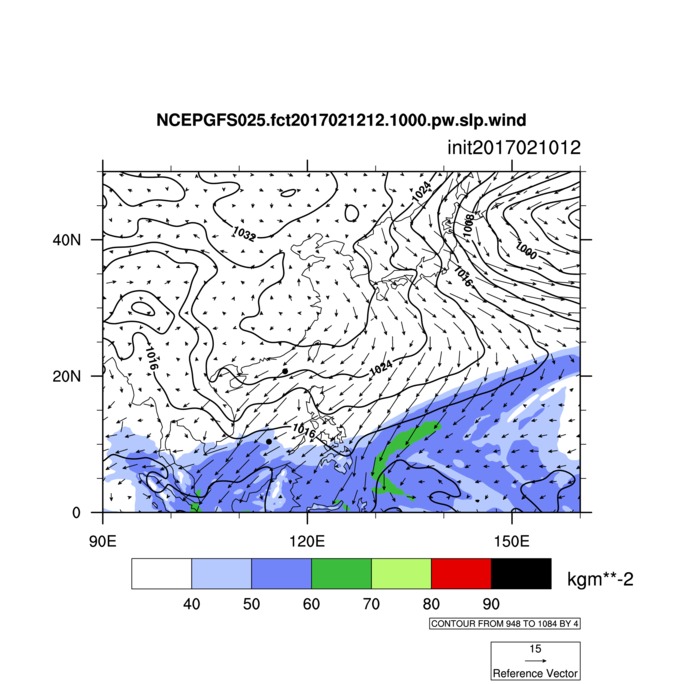 NCEPGFS025.fct2017021212.1000.pw.slp.wind
init2017021012
1024
1032
1008
1000
1016
40N
1016
1024
20N
1016
0
90E 120E 150E
kgm**-2
40 50 60 70 80 90
CONTOUR FROM 948 TO 1084 BY 4
15
Reference Vector